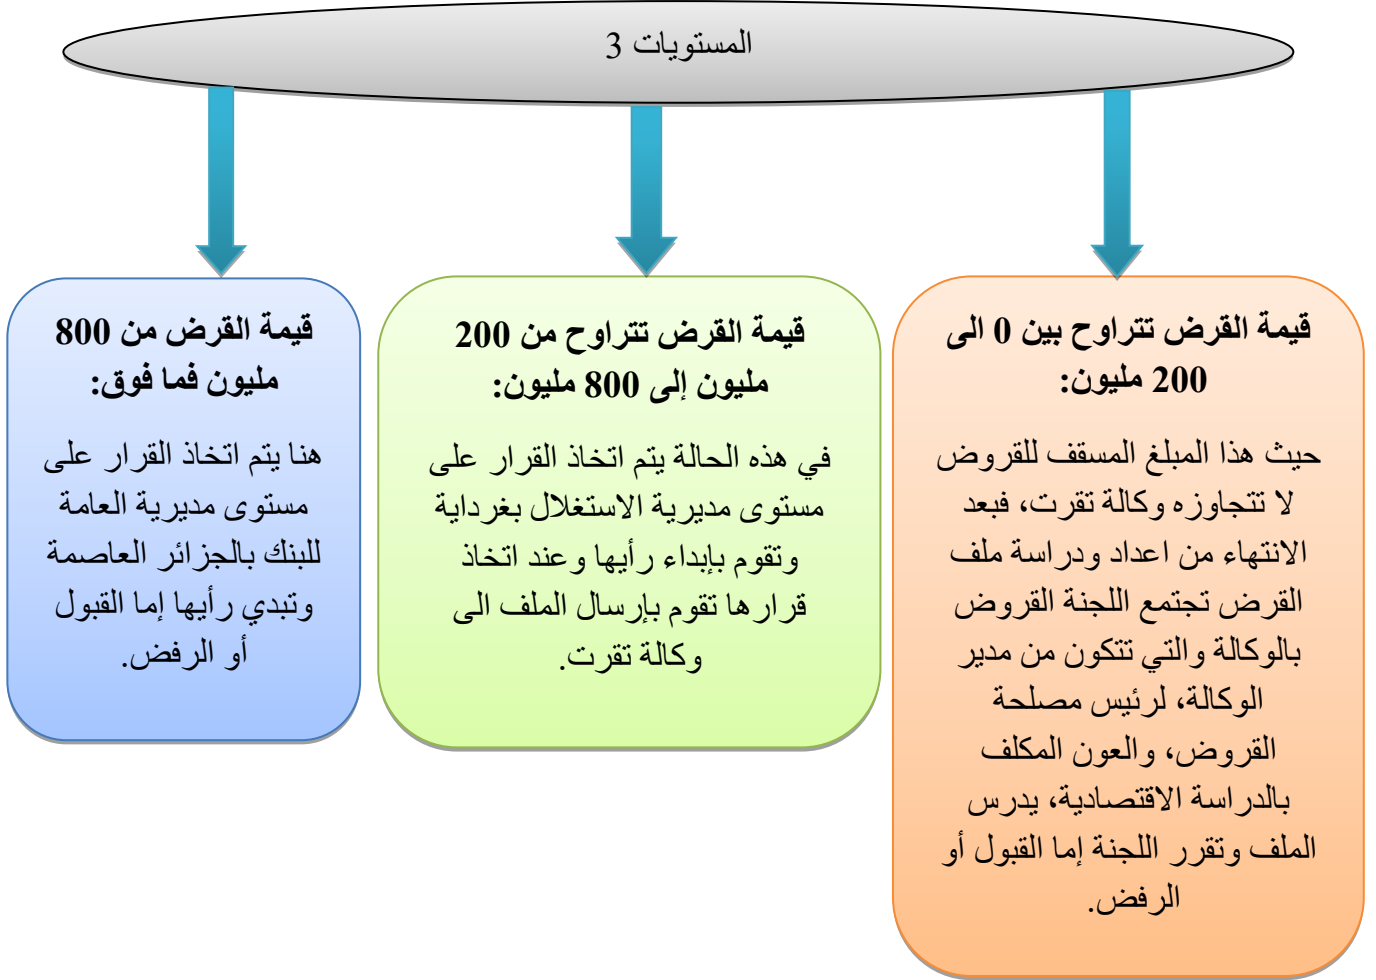 المستويات 3
قيمة القرض تتراوح بين 0 الى
200 مليون:
حيث هذا المبلغ المسقف للقروض
لا تتجاوزه وكالة تقرت، فبعد
الانتهاء من اعداد ودراسة ملف
القرض تجتمع اللجنة القروض
بالوكالة والتي تتكون من مدير
الوكالة، لرئيس مصلحة
القروض، والعون المكلف
بالدراسة الاقتصادية، يدرس
الملف وتقرر اللجنة إما القبول أو
الرفض.
قيمة القرض تتراوح من 200
مليون إلى 800 مليون:
في هذه الحالة يتم اتخاذ القرار على
مستوى مديرية الاستغلال بغرداية
وتقوم بإبداء رأيها وعند اتخاذ
قرارها تقوم بإرسال الملف الى
وكالة تقرت.
قيمة القرض من 800
مليون فما فوق:
هنا يتم اتخاذ القرار على
مستوى مديرية العامة
للبنك بالجزائر العاصمة
وتبدي رأيها إما القبول
أو الرفض.